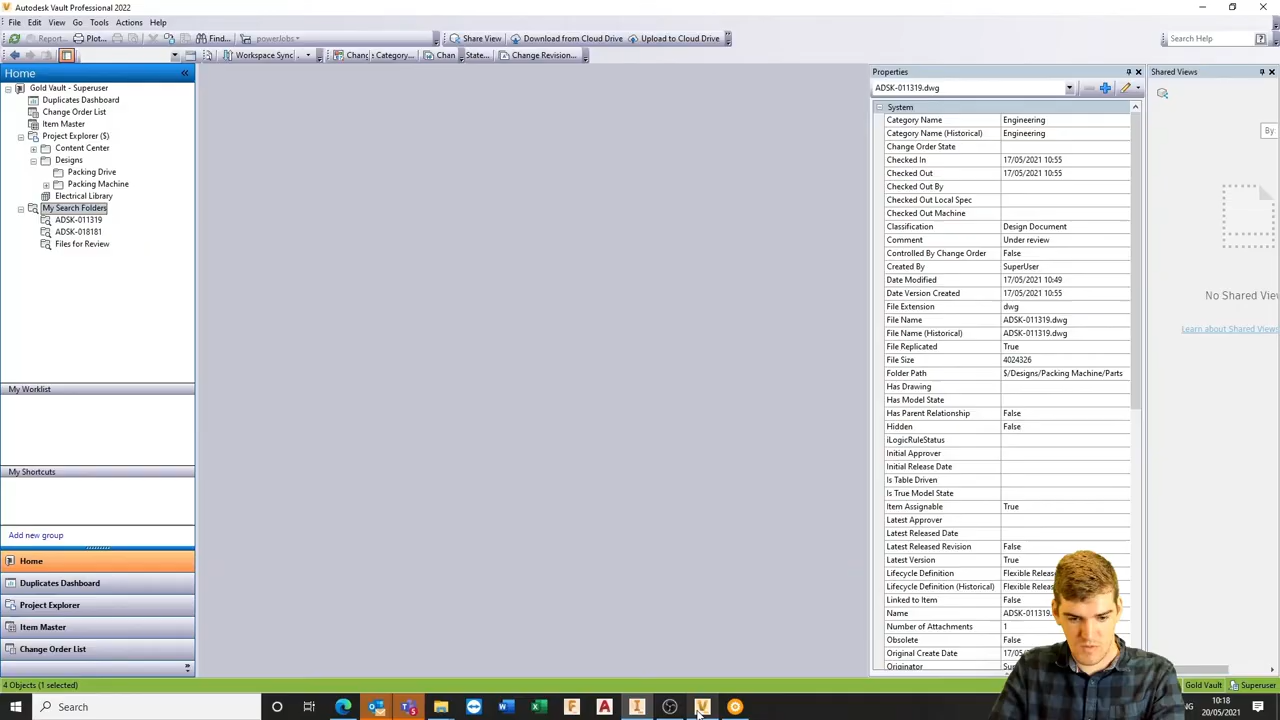 Autodesk Vault Professional 2022
File Edit View Go Tools Actions Help
Report... Plot... Find... powerJobs Share View Download from Cloud Drive Upload to Cloud Drive Search Help
Workspace Sync Category... State... Change Revision...
Home
Gold Vault - Superuser
Duplicates Dashboard
Change Order List
Item Master
Project Explorer ($)
Content Center
Designs
Packing Drive
Packing Machine
Electrical Library
My Search Folders
ADSK-011319
ADSK-018181
Files for Review
My Worklist
My Shortcuts
Add new group
Home
Duplicates Dashboard
Project Explorer
Item Master
Change Order List
4 Objects (1 selected)
Properties
ADSK-011319.dwg
System
Category Name Engineering
Category Name (Historical) Engineering
Change Order State
Checked In 17/05/2021 10:55
Checked Out 17/05/2021 10:55
Checked Out By
Checked Out Local Spec
Checked Out Machine
Classification Design Document
Comment Under review
Controlled By Change Order False
Created By SuperUser
Date Modified 17/05/2021 10:49
Date Version Created 17/05/2021 10:55
File Extension dwg
File Name ADSK-011319.dwg
File Name (Historical) ADSK-011319.dwg
File Replicated True
File Size 4024326
Folder Path $/Designs/Packing Machine/Parts
Has Drawing
Has Model State
Has Parent Relationship False
Hidden False
iLogicRuleStatus
Initial Approver
Initial Release Date
Is Table Driven
Is True Model State
Item Assignable True
Latest Approver
Latest Released Date
Latest Released Revision False
Latest Version True
Lifecycle Definition Flexible Releas
Lifecycle Definition (Historical) Flexible Releas
Linked to Item False
Name ADSK-011319.
Number of Attachments 1
Obsolete False
Original Create Date 17/05
Originator
Shared Views
By:
No Shared Vie
Learn about Shared Views
Gold Vault Superuser
Search
10:18
20/05/2021